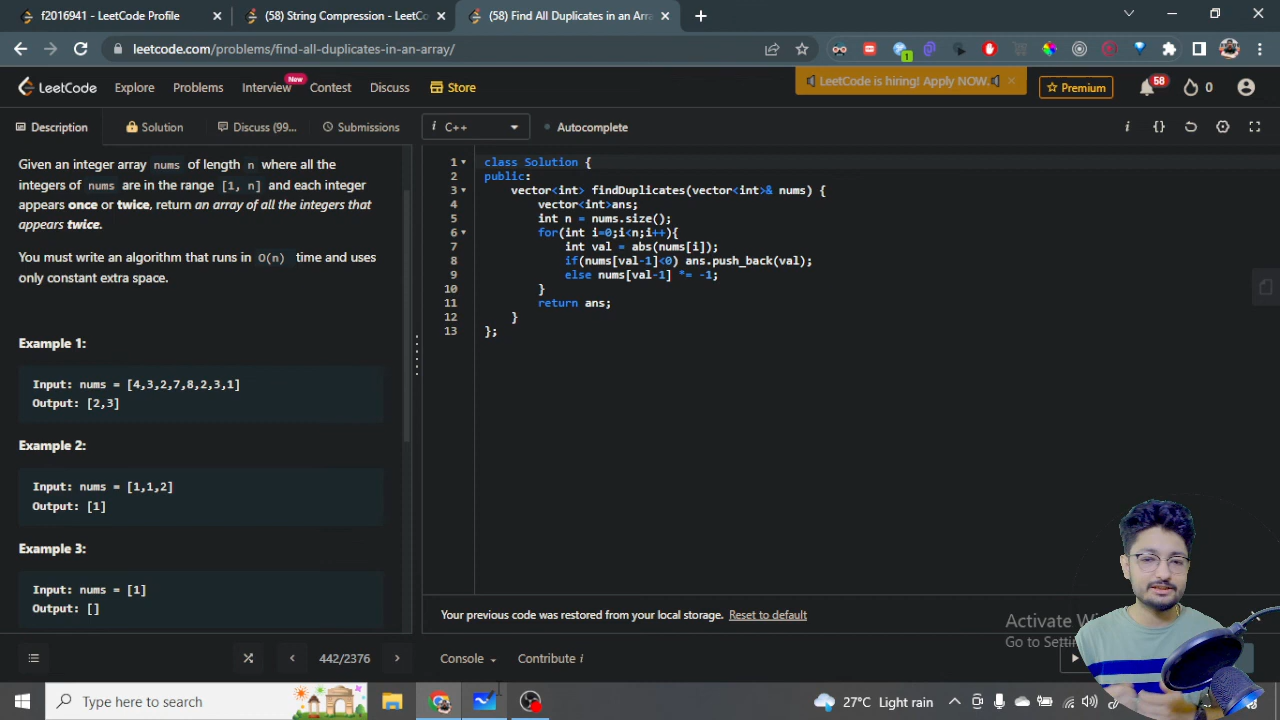 f2016941 - LeetCode Profile
(58) String Compression - LeetCo
(58) Find All Duplicates in an Arra
leetcode.com/problems/find-all-duplicates-in-an-array/
1
LeetCode
Explore
Problems
Interview
New
Contest
Discuss
Store
LeetCode is hiring! Apply NOW.
Premium
58
0
Description
Solution
Discuss (99...
Submissions
i C++
Autocomplete
Given an integer array nums of length n where all the
integers of nums are in the range [1, n] and each integer
appears once or twice, return an array of all the integers that
appears twice.
You must write an algorithm that runs in O(n) time and uses
only constant extra space.
Example 1:
Input: nums = [4,3,2,7,8,2,3,1]
Output: [2,3]
Example 2:
Input: nums = [1,1,2]
Output: [1]
Example 3:
Input: nums = [1]
Output: []
1 class Solution {
2 public:
3 vector<int> findDuplicates(vector<int>& nums) {
4 vector<int>ans;
5 int n = nums.size();
6 for(int i=0;i<n;i++){
7 int val = abs(nums[i]);
8 if(nums[val-1]<0) ans.push_back(val);
9 else nums[val-1] *= -1;
10 }
11 return ans;
12 }
13 };
Your previous code was restored from your local storage. Reset to default
Activate
Go to
442/2376
Console
Contribute i
Type here to search
27°C Light rain